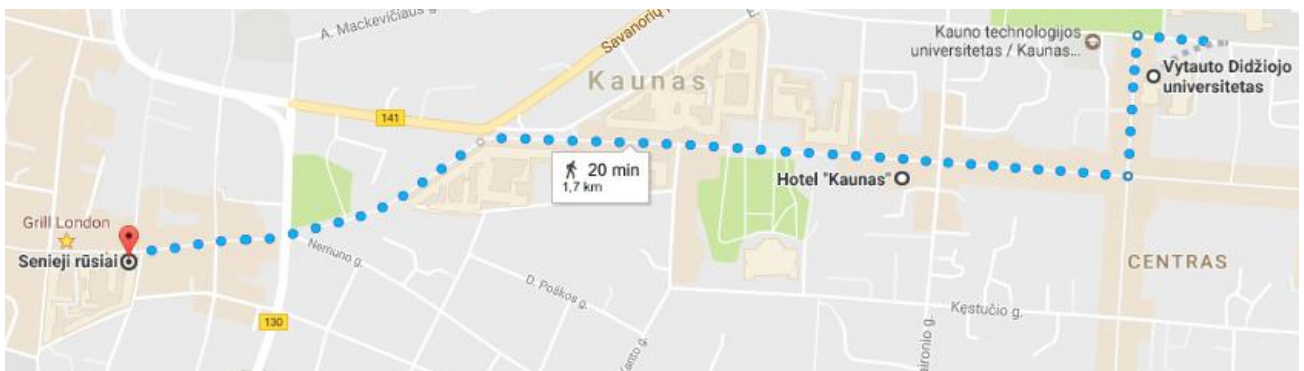 A. Mackevičiaus g.
Savanorių
E.
Kauno technologijos
universitetas / Kaunas...
Vytauto Didžiojo
universitetas
Kaunas
141
20 min
1,7 km
Hotel "Kaunas"
Grill London
Senieji rūsiai
Nemuno g.
D. Poškos g.
CENTRAS
Kęstučio g.
130